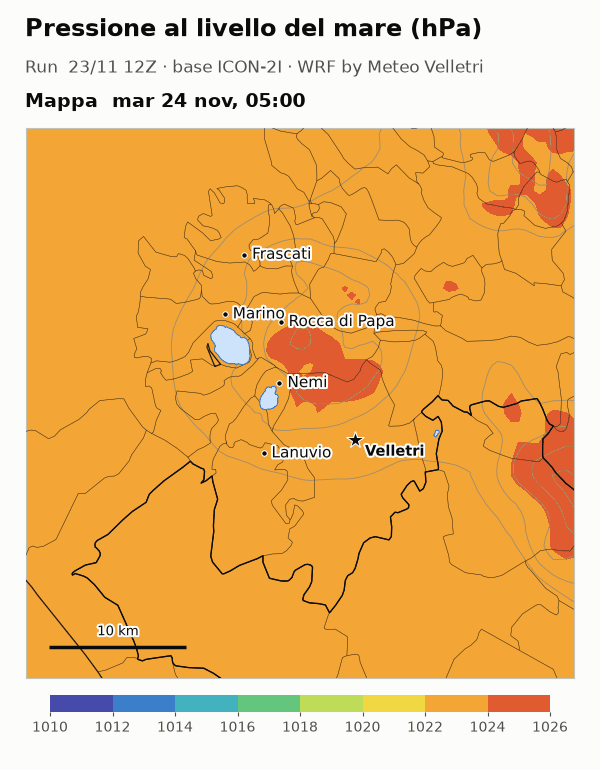 Pressione al livello del mare (hPa)
Run  23/11 12Z · base ICON-2I · WRF by Meteo Velletri
Mappa  mar 24 nov, 05:00
Frascati
Marino
Rocca di Papa
Nemi
Velletri
Lanuvio
10 km
1010 1012 1014 1016 1018 1020 1022 1024 1026